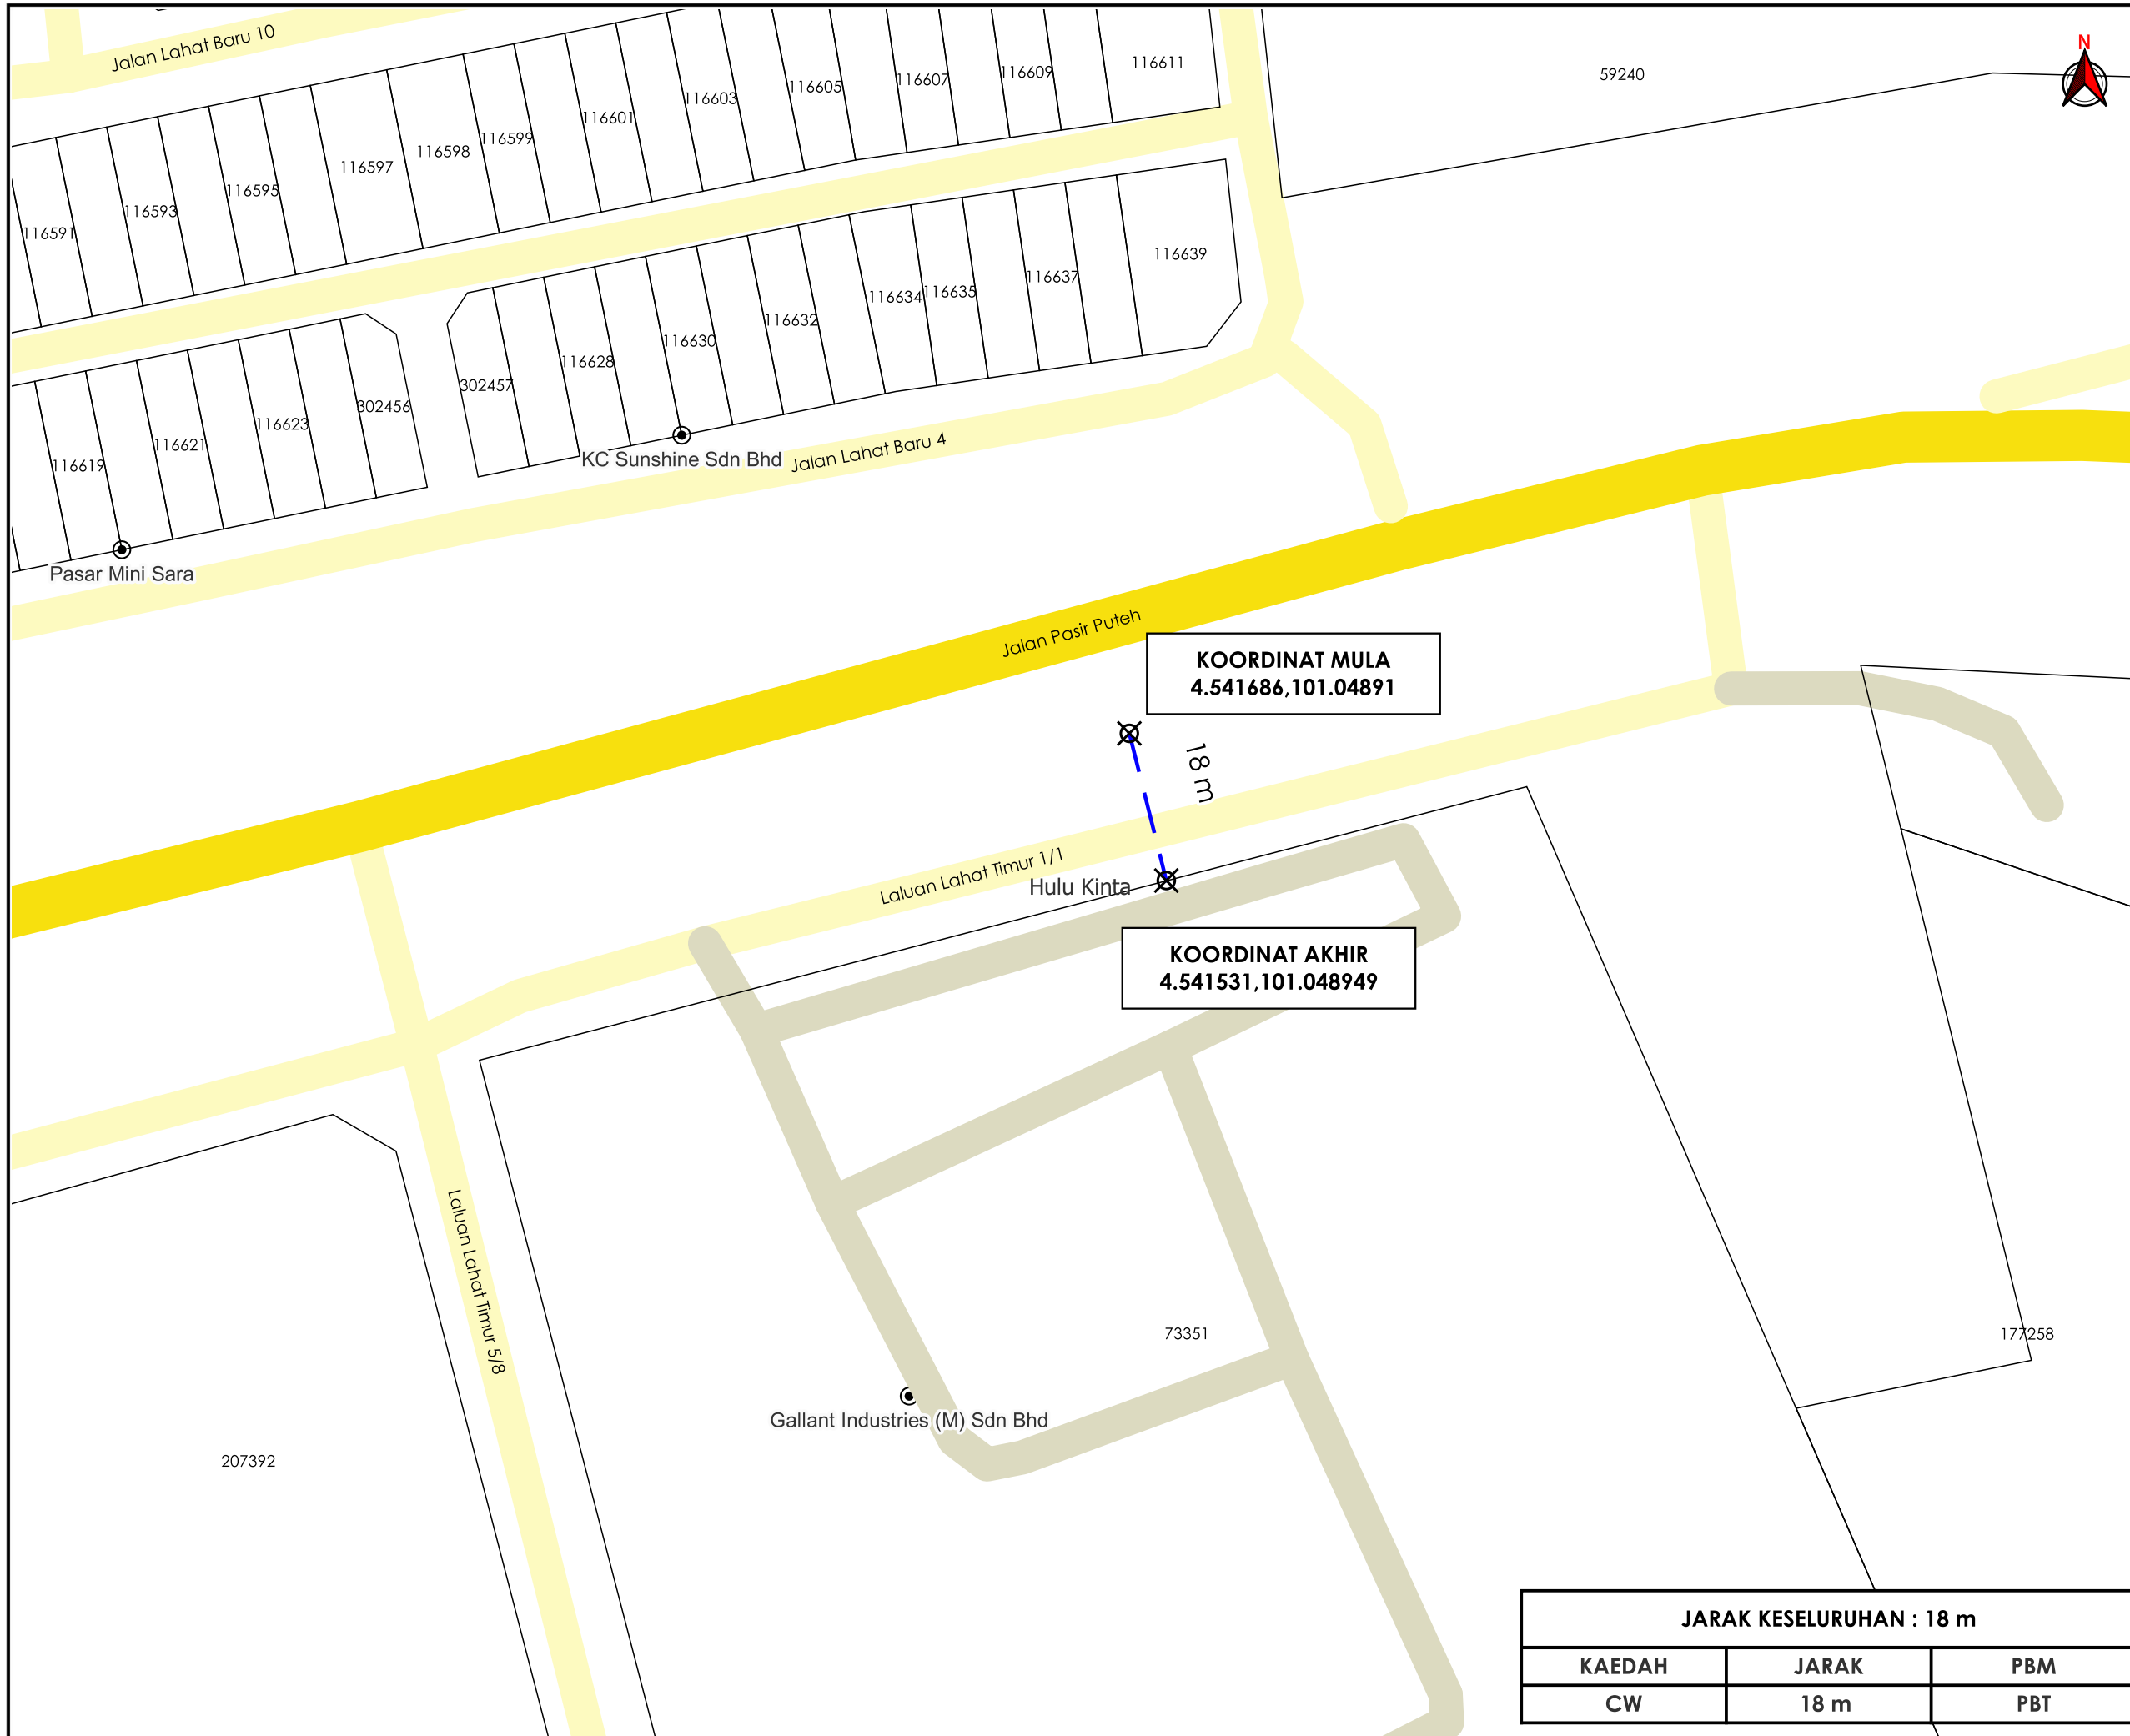 Jalan Lahat Baru 10
N
59240
116611
116609
116607
116605
116603
116601
116599
116598
116597
116595
116593
116591
116639
116637
116635
116634
116632
116630
116628
302457
302456
116623
116621
116619
KC Sunshine Sdn Bhd
Jalan Lahat Baru 4
Pasar Mini Sara
Jalan Pasir Puteh
KOORDINAT MULA
4.541686,101.04891
18 m
Laluan Lahat Timur 1/1
Hulu Kinta
KOORDINAT AKHIR
4.541531,101.048949
Laluan Lahat Timur 5/8
73351
177258
Gallant Industries (M) Sdn Bhd
207392
JARAK KESELURUHAN : 18 m
KAEDAH JARAK PBM
CW 18 m PBT